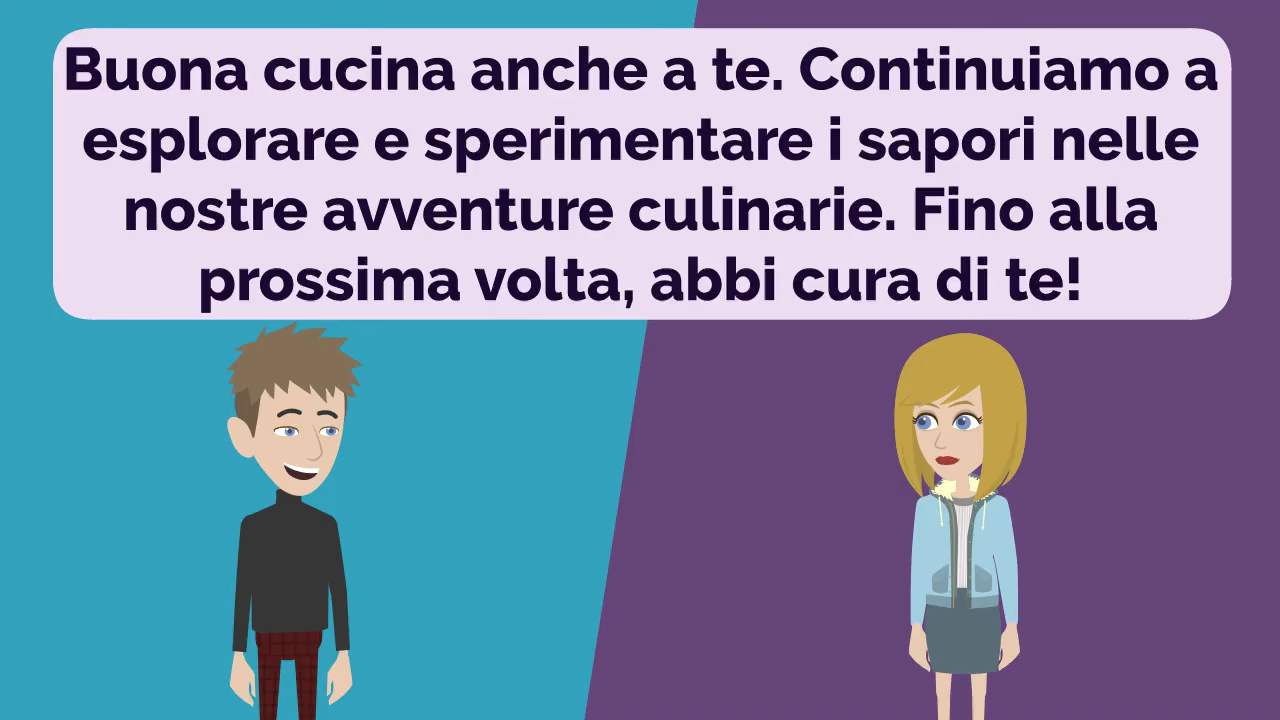 Buona cucina anche a te. Continuiamo a
esplorare e sperimentare i sapori nelle
nostre avventure culinarie. Fino alla
prossima volta, abbi cura di te!